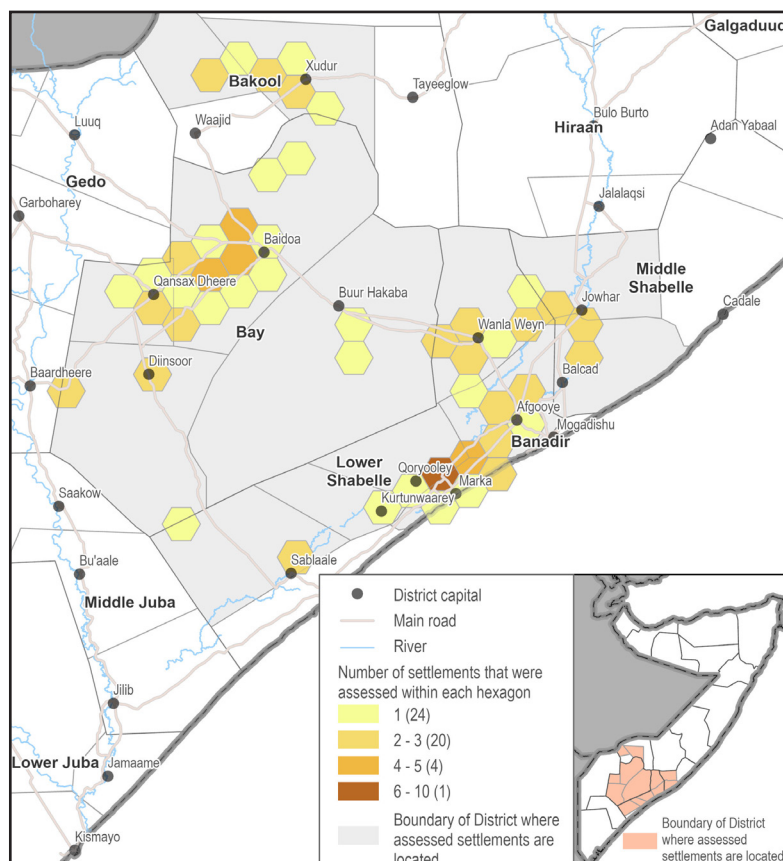 Galgaduud
Xudur
Bakool
Tayeeglow
Bulo Burto
Luuq
Waajid
Hiraan
Adan Yabaal
Gedo
Jalalaqsi
Garboharey
Baidoa
Middle
Shabelle
Qansax Dheere
Buur Hakaba
Jowhar
Cadale
Bay
Wanla Weyn
Diinsoor
Balcad
Baardheere
Afgooye
Mogadishu
Banadir
Lower
Shabelle
Qoryooley
Marka
Kurtunwaarey
Saakow
Bu'aale
Sablaale
Middle Juba
Jilib
Lower Juba
Jamaame
Kismayo
District capital
Main road
River
Number of settlements that were
assessed within each hexagon
1 (24)
2 - 3 (20)
4 - 5 (4)
6 - 10 (1)
Boundary of District where
assessed settlements are
located
Boundary of District
where assessed
settlements are located